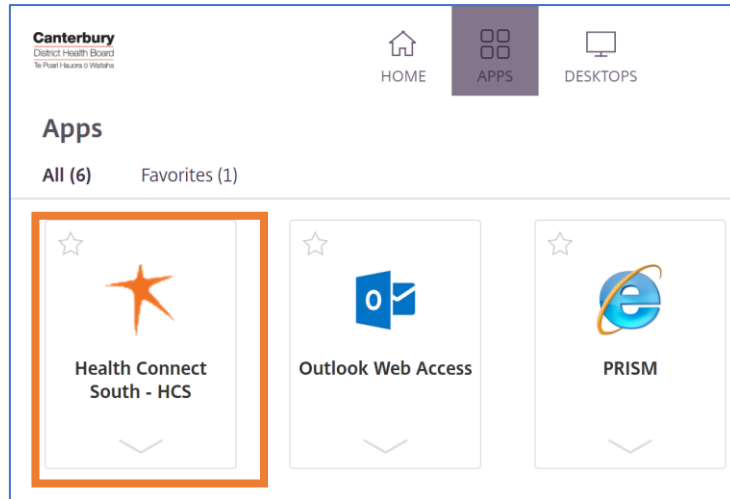 Canterbury
District Health Board
Te Poari Hauora ō Waitaha
HOME
APPS
DESKTOPS
Apps
All (6)
Favorites (1)
Health Connect
South - HCS
Outlook Web Access
PRISM